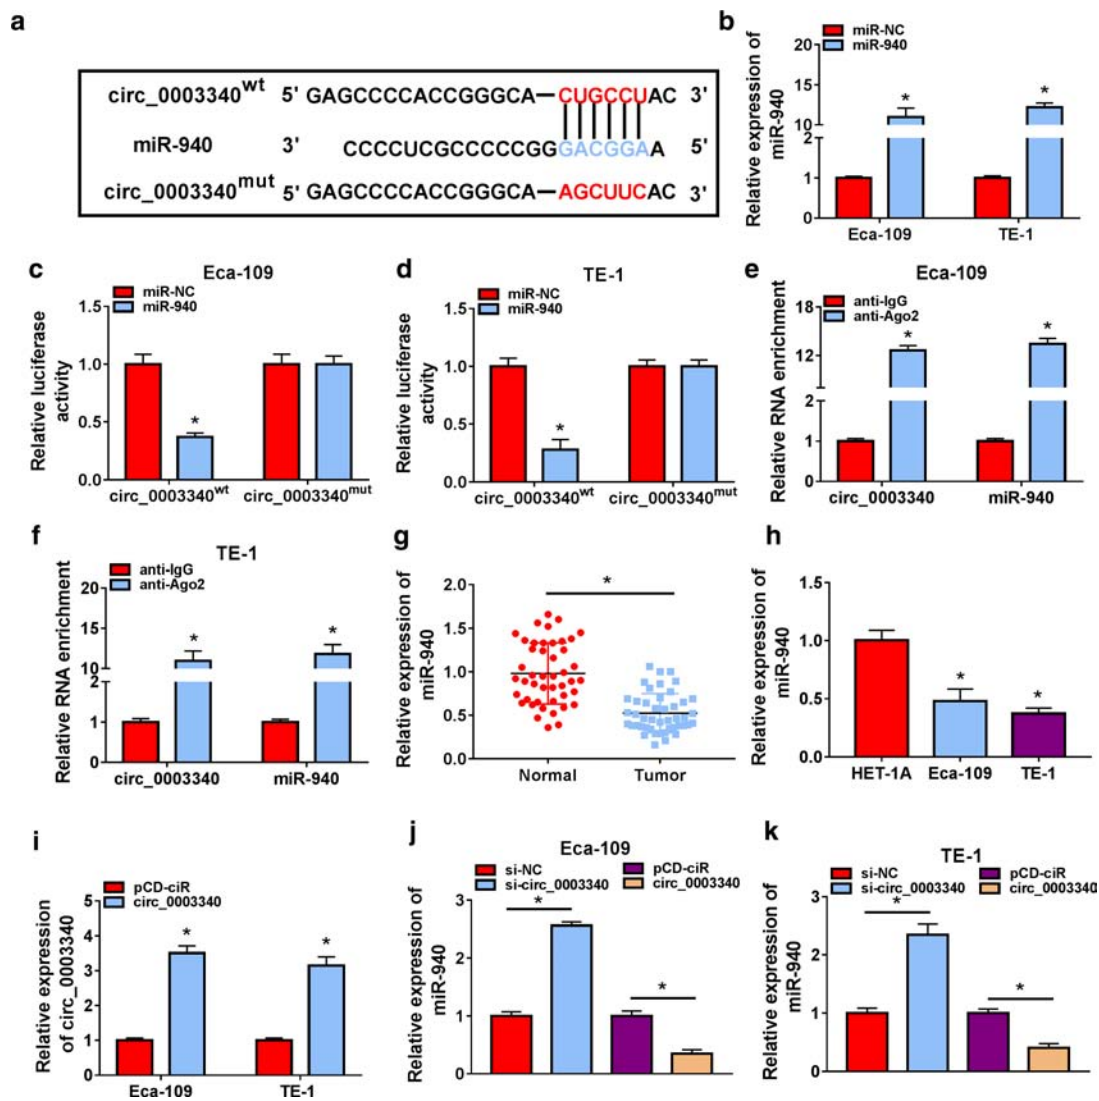 a
circ_0003340wt 5' GAGCCCCACCGGGCA—CUGCCUAC 3'
miR-940 3' CCCCUCGCCCCCGGGACGGAA 5'
circ_0003340mut 5' GAGCCCCACCGGGCA—AGCUUCAC 3'
b
miR-NC
miR-940
Relative expression of
miR-940
20
10
2
1
0
Eca-109 TE-1
c
Eca-109
miR-NC
miR-940
Relative luciferase
activity
1.5
1.0
0.5
0.0
*
circ_0003340wt circ_0003340mut
d
TE-1
miR-NC
miR-940
Relative luciferase
activity
1.5
1.0
0.5
0.0
*
circ_0003340wt circ_0003340mut
e
Eca-109
anti-IgG
anti-Ago2
Relative RNA enrichment
18
12
2
1
0
* *
circ_0003340 miR-940
f
TE-1
anti-IgG
anti-Ago2
Relative RNA enrichment
20
15
10
2
1
0
* *
circ_0003340 miR-940
g
Relative expression of
miR-940
2.0
1.5
1.0
0.5
0.0
*
Normal Tumor
h
Relative expression of
miR-940
1.5
1.0
0.5
0.0
* *
HET-1A Eca-109 TE-1
i
pCD-ciR
circ_0003340
Relative expression
of circ_0003340
5
4
3
2
1
0
* *
Eca-109 TE-1
j
Eca-109
si-NC pCD-ciR
si-circ_0003340 circ_0003340
Relative expression of
miR-940
3
2
1
0
* *
k
TE-1
si-NC pCD-ciR
si-circ_0003340 circ_0003340
Relative expression of
miR-940
3
2
1
0
* *